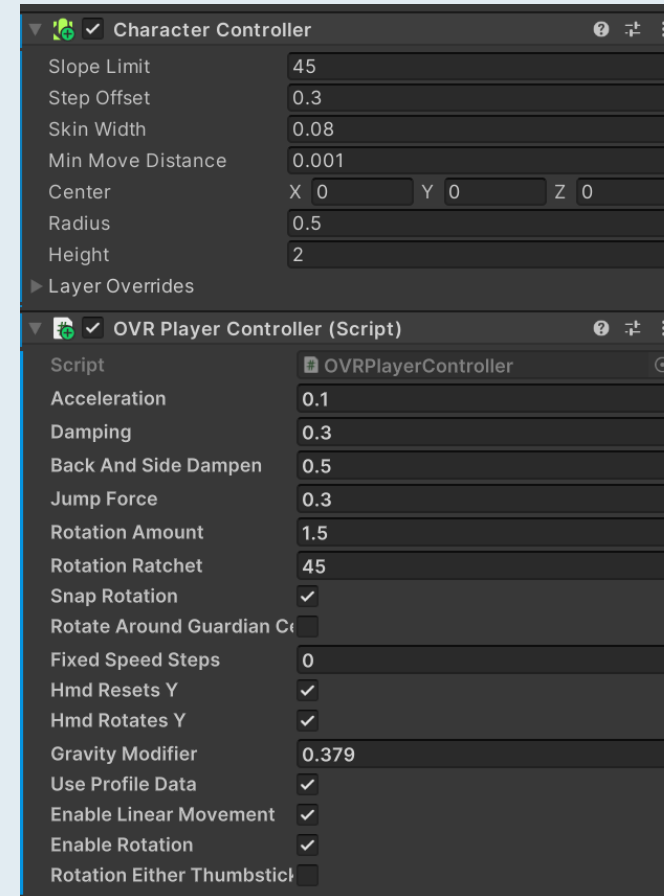 Character Controller
Slope Limit 45
Step Offset 0.3
Skin Width 0.08
Min Move Distance 0.001
Center X 0 Y 0 Z 0
Radius 0.5
Height 2
Layer Overrides
# OVR Player Controller (Script)
Script # OVRPlayerController
Acceleration 0.1
Damping 0.3
Back And Side Dampen 0.5
Jump Force 0.3
Rotation Amount 1.5
Rotation Ratchet 45
Snap Rotation
Rotate Around Guardian Ce
Fixed Speed Steps 0
Hmd Resets Y
Hmd Rotates Y
Gravity Modifier 0.379
Use Profile Data
Enable Linear Movement
Enable Rotation
Rotation Either Thumbstick